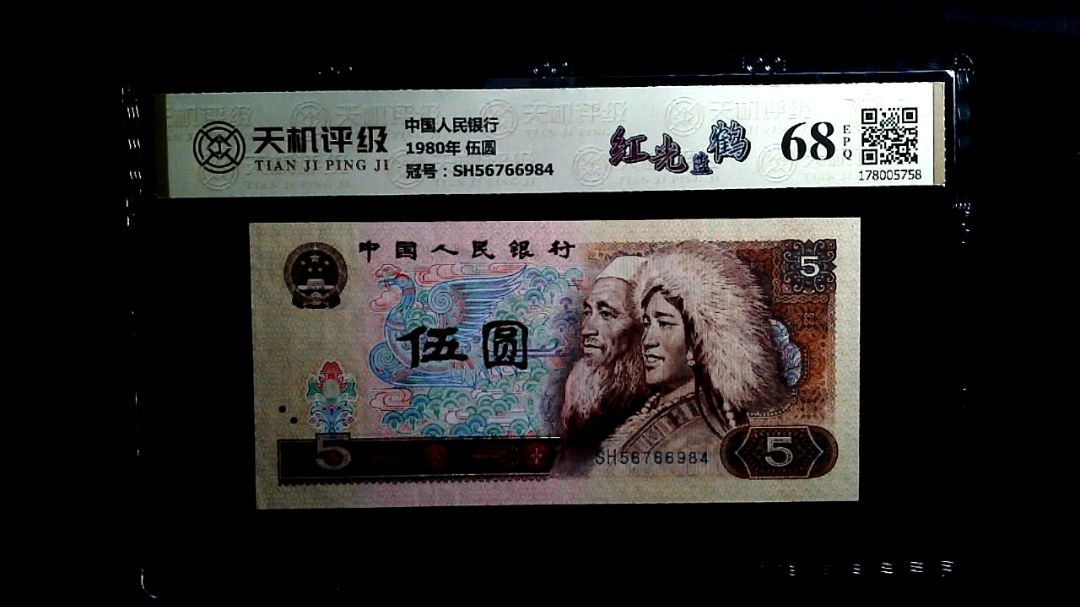 天机评级
TIAN JI PING JI
中国人民银行
1980年 伍圆
冠号：SH56766984
红光蓝鹤
68
EPQ
178005758
中国人民银行
5
伍圆
5
SH56766984
5